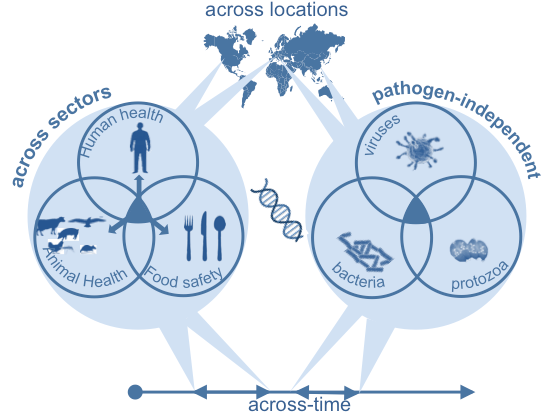 across locations
across sectors
pathogen-independent
Human health
Animal Health
Food safety
viruses
bacteria
protozoa
across-time